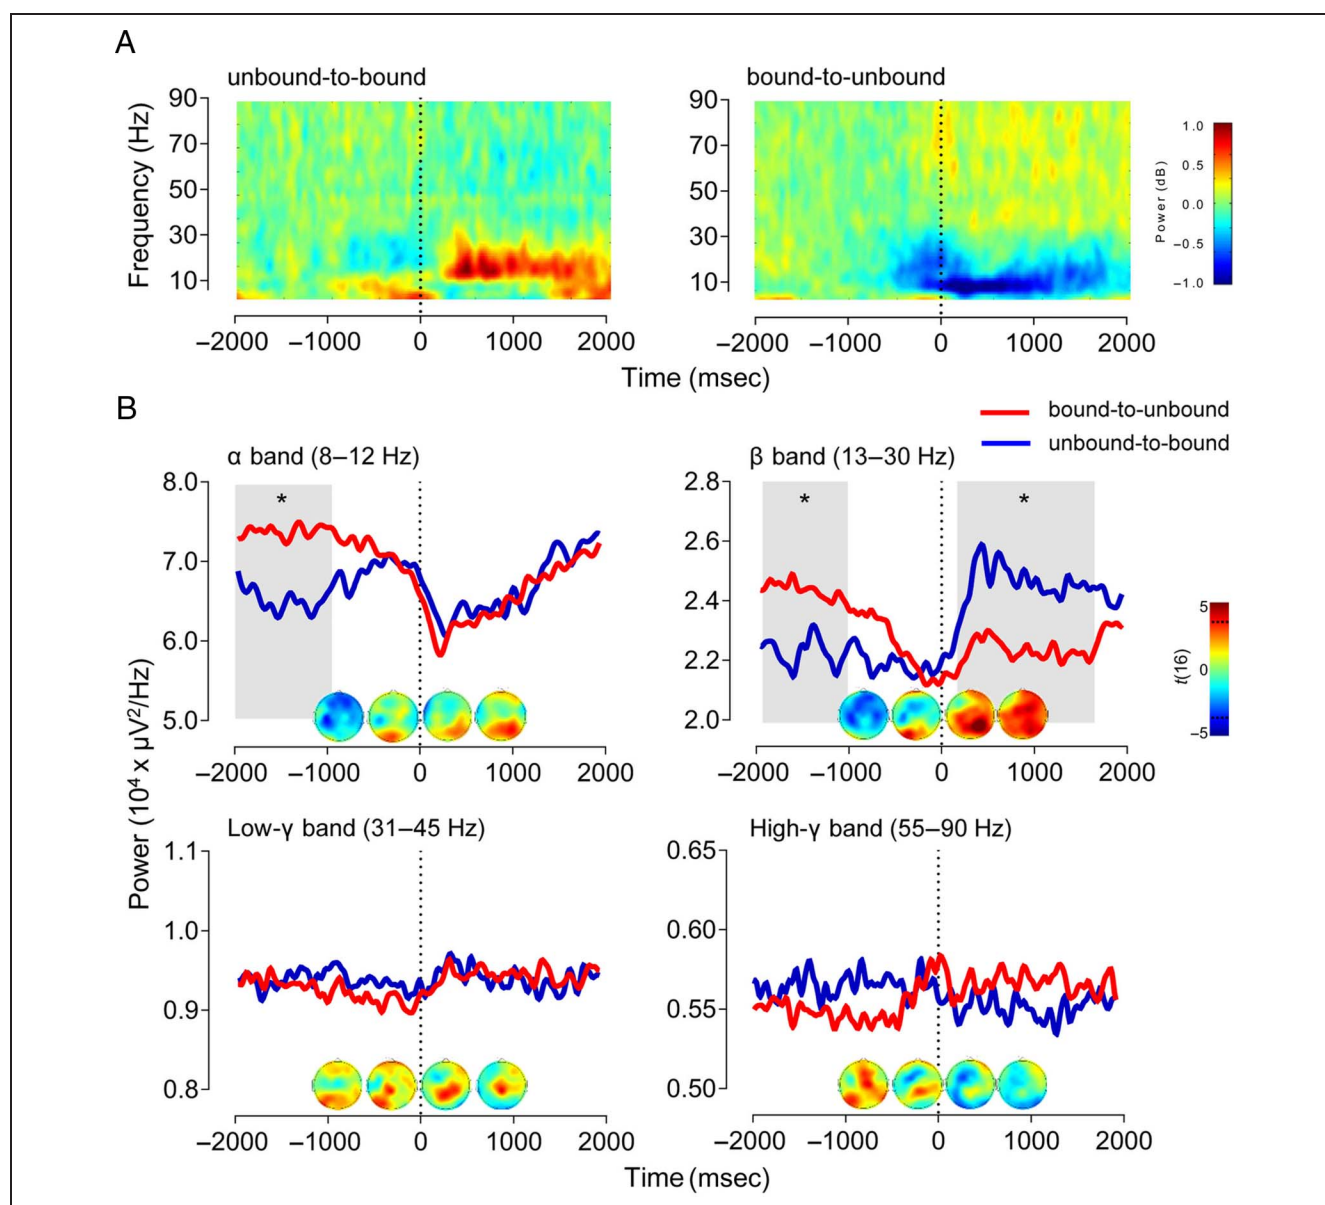 A
unbound-to-bound
bound-to-unbound
Frequency (Hz)
90
70
50
30
10
90
70
50
30
10
Power (dB)
1.0
0.5
0.0
−0.5
−1.0
−2000 −1000 0 1000 2000
−2000 −1000 0 1000 2000
Time (msec)
B
bound-to-unbound
unbound-to-bound
α band (8–12 Hz)
β band (13–30 Hz)
8.0
7.0
6.0
5.0
*
2.8
2.6
2.4
2.2
2.0
*
*
t(16)
5
0
−5
−2000 −1000 0 1000 2000
−2000 −1000 0 1000 2000
Power (10⁴ x µV²/Hz)
Low-γ band (31–45 Hz)
High-γ band (55–90 Hz)
1.1
1.0
0.9
0.8
0.65
0.60
0.55
0.50
−2000 −1000 0 1000 2000
−2000 −1000 0 1000 2000
Time (msec)